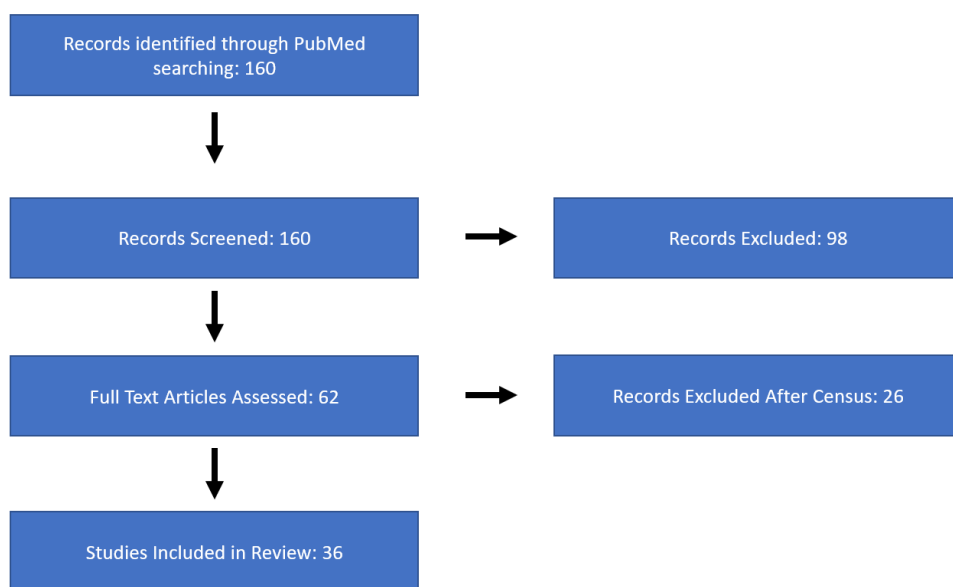 Records identified through PubMed
searching: 160
Records Screened: 160
Records Excluded: 98
Full Text Articles Assessed: 62
Records Excluded After Census: 26
Studies Included in Review: 36